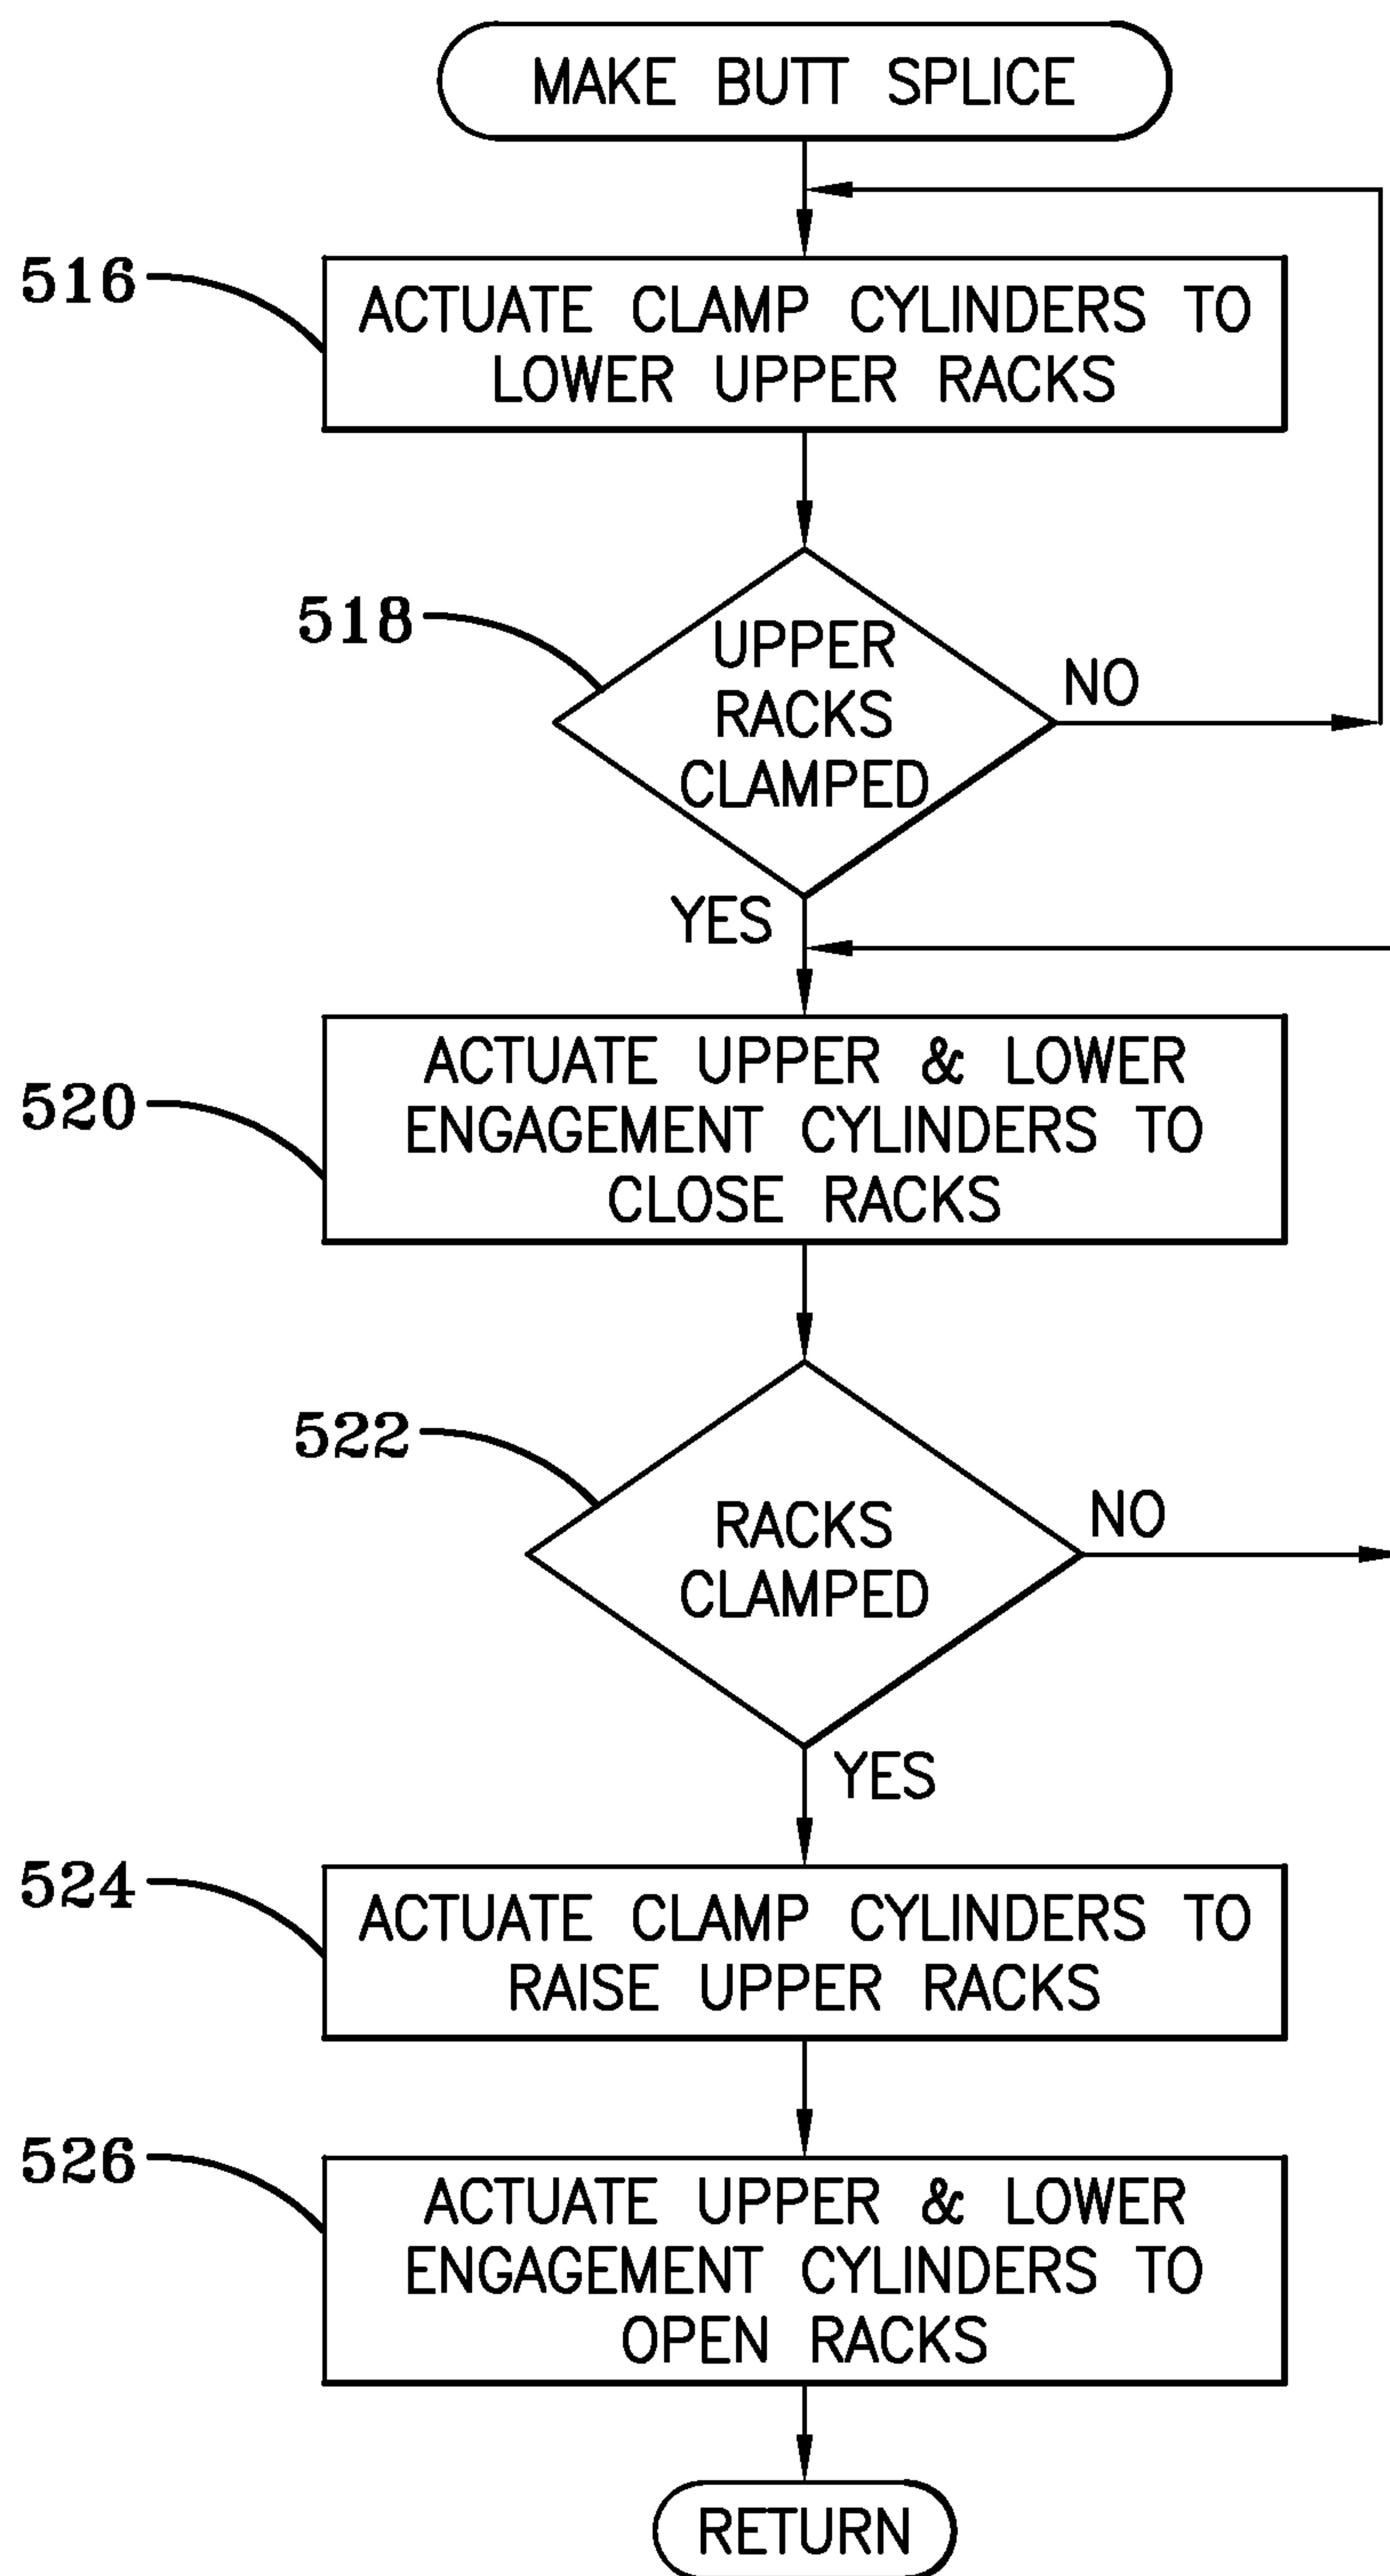 MAKE BUTT SPLICE
516
ACTUATE CLAMP CYLINDERS TO
LOWER UPPER RACKS
518
UPPER
RACKS
CLAMPED
NO
YES
520
ACTUATE UPPER & LOWER
ENGAGEMENT CYLINDERS TO
CLOSE RACKS
522
RACKS
CLAMPED
NO
YES
524
ACTUATE CLAMP CYLINDERS TO
RAISE UPPER RACKS
526
ACTUATE UPPER & LOWER
ENGAGEMENT CYLINDERS TO
OPEN RACKS
RETURN